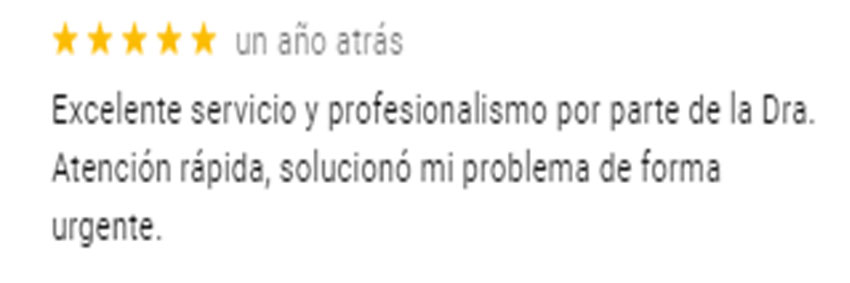 un año atrás
Excelente servicio y profesionalismo por parte de la Dra.
Atención rápida, solucionó mi problema de forma
urgente.